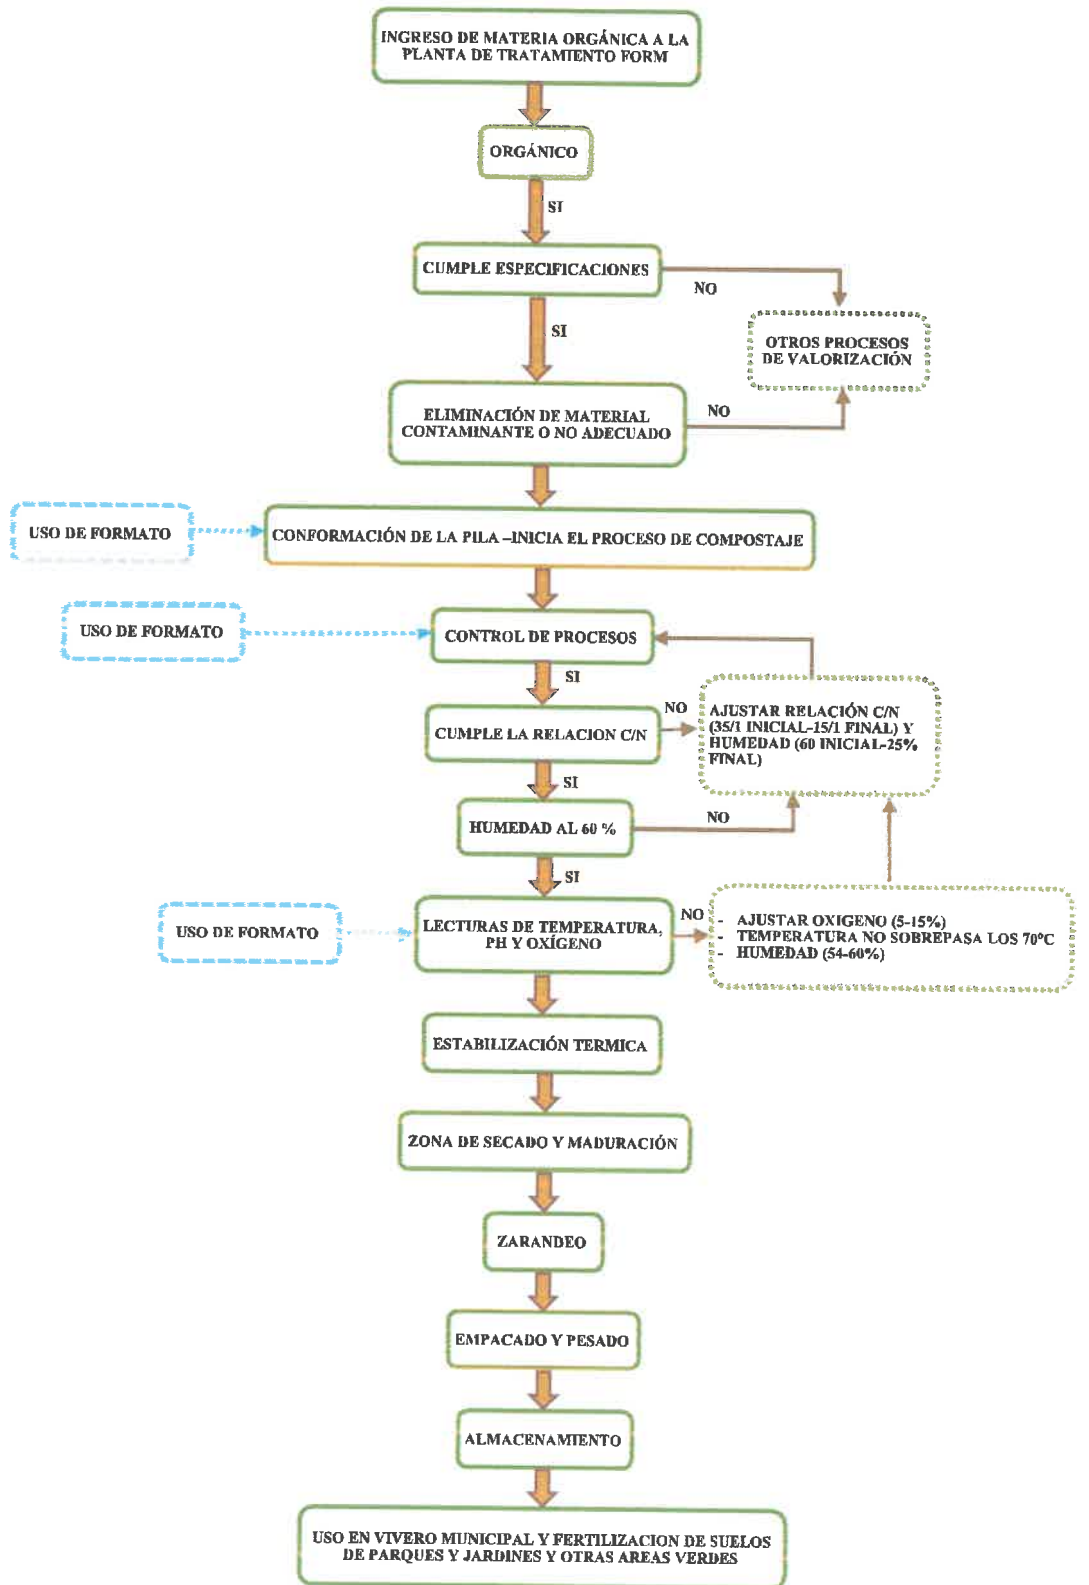 INGRESO DE MATERIA ORGÁNICA A LA
PLANTA DE TRATAMIENTO FORM
ORGÁNICO
SI
CUMPLE ESPECIFICACIONES
NO
SI
OTROS PROCESOS
DE VALORIZACIÓN
ELIMINACIÓN DE MATERIAL
CONTAMINANTE O NO ADECUADO
NO
USO DE FORMATO
CONFORMACIÓN DE LA PILA –INICIA EL PROCESO DE COMPOSTAJE
USO DE FORMATO
CONTROL DE PROCESOS
SI
CUMPLE LA RELACION C/N
NO
AJUSTAR RELACIÓN C/N
(35/1 INICIAL-15/1 FINAL) Y
HUMEDAD (60 INICIAL-25%
FINAL)
SI
HUMEDAD AL 60 %
NO
SI
USO DE FORMATO
LECTURAS DE TEMPERATURA,
PH Y OXÍGENO
NO
- AJUSTAR OXIGENO (5-15%)
- TEMPERATURA NO SOBREPASA LOS 70ºC
- HUMEDAD (54-60%)
ESTABILIZACIÓN TERMICA
ZONA DE SECADO Y MADURACIÓN
ZARANDEO
EMPACADO Y PESADO
ALMACENAMIENTO
USO EN VIVERO MUNICIPAL Y FERTILIZACION DE SUELOS
DE PARQUES Y JARDINES Y OTRAS AREAS VERDES